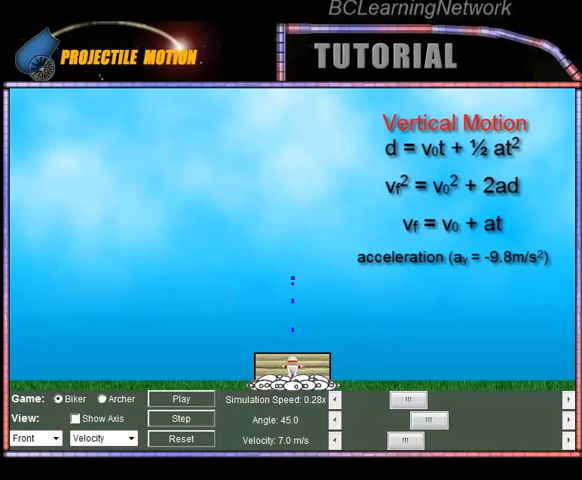 BCLearningNetwork
PROJECTILE MOTION
TUTORIAL
Vertical Motion
d = v₀t + ½ at²
vf² = v₀² + 2ad
vf = v₀ + at
acceleration (ay = -9.8m/s²)
Game: Biker Archer Play Simulation Speed: 0.28x
View: Show Axis Step Angle: 45.0
Front Velocity Reset Velocity: 7.0 m/s